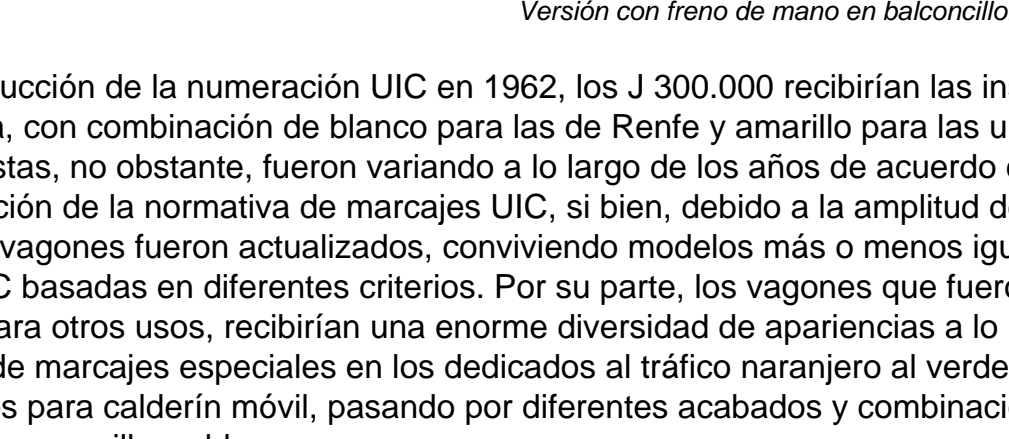 Versión con freno de mano en balconcillo.
ucción de la numeración UIC en 1962, los J 300.000 recibirían las in
, con combinación de blanco para las de Renfe y amarillo para las u
stas, no obstante, fueron variando a lo largo de los años de acuerdo
ción de la normativa de marcajes UIC, si bien, debido a la amplitud d
vagones fueron actualizados, conviviendo modelos más o menos igu
C basadas en diferentes criterios. Por su parte, los vagones que fuer
ara otros usos, recibirían una enorme diversidad de apariencias a lo
de marcajes especiales en los dedicados al tráfico naranjero al verde
os para calderín móvil, pasando por diferentes acabados y combinaci